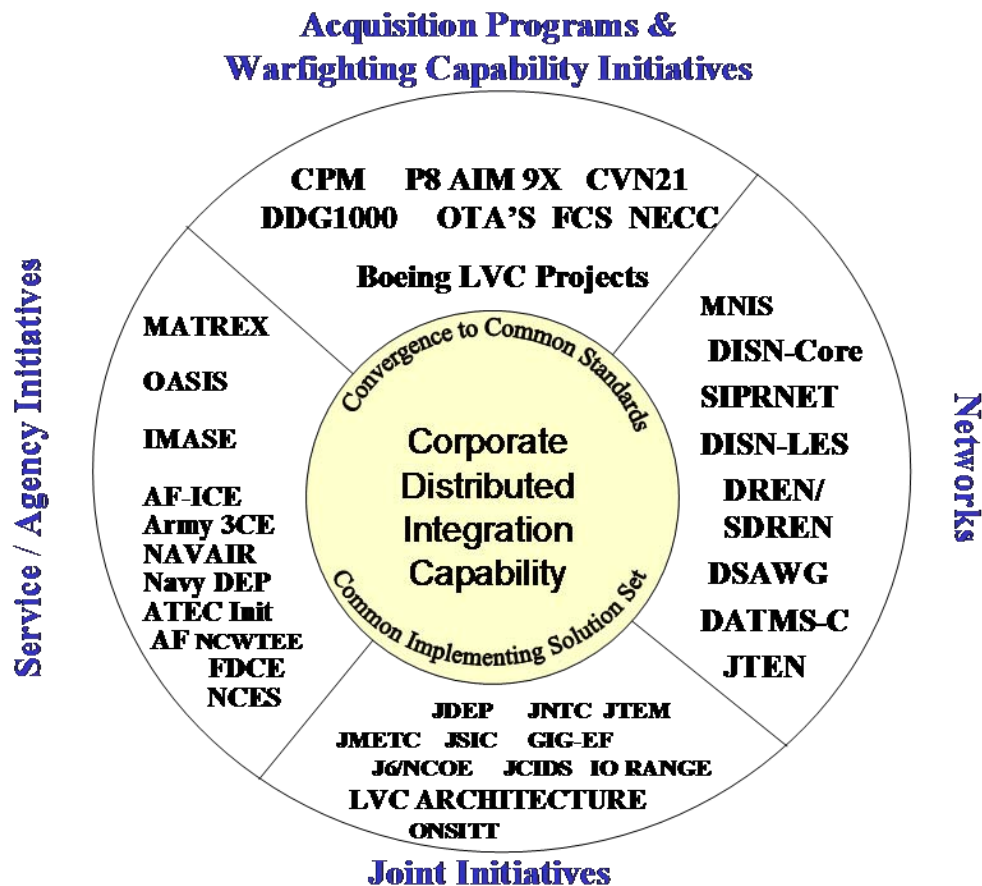 Acquisition Programs &
Warfighting Capability Initiatives
CPM P8 AIM 9X CVN21
DDG1000 OTA'S FCS NECC
Boeing LVC Projects
Service / Agency Initiatives
MATREX
OASIS
IMASE
AF-ICE
Army 3CE
NAVAIR
Navy DEP
ATEC Init
AF NCWTEE
FDCE
NCES
Convergence to Common Standards
Corporate
Distributed
Integration
Capability
Common Implementing Solution Set
MNIS
DISN-Core
SIPRNET
DISN-LES
DREN/
SDREN
DSAWG
DATMS-C
JTEN
Networks
JDEP JNTC JTEM
JMETC JSIC GIG-EF
J6/NCOE JCIDS IO RANGE
LVC ARCHITECTURE
ONSITT
Joint Initiatives